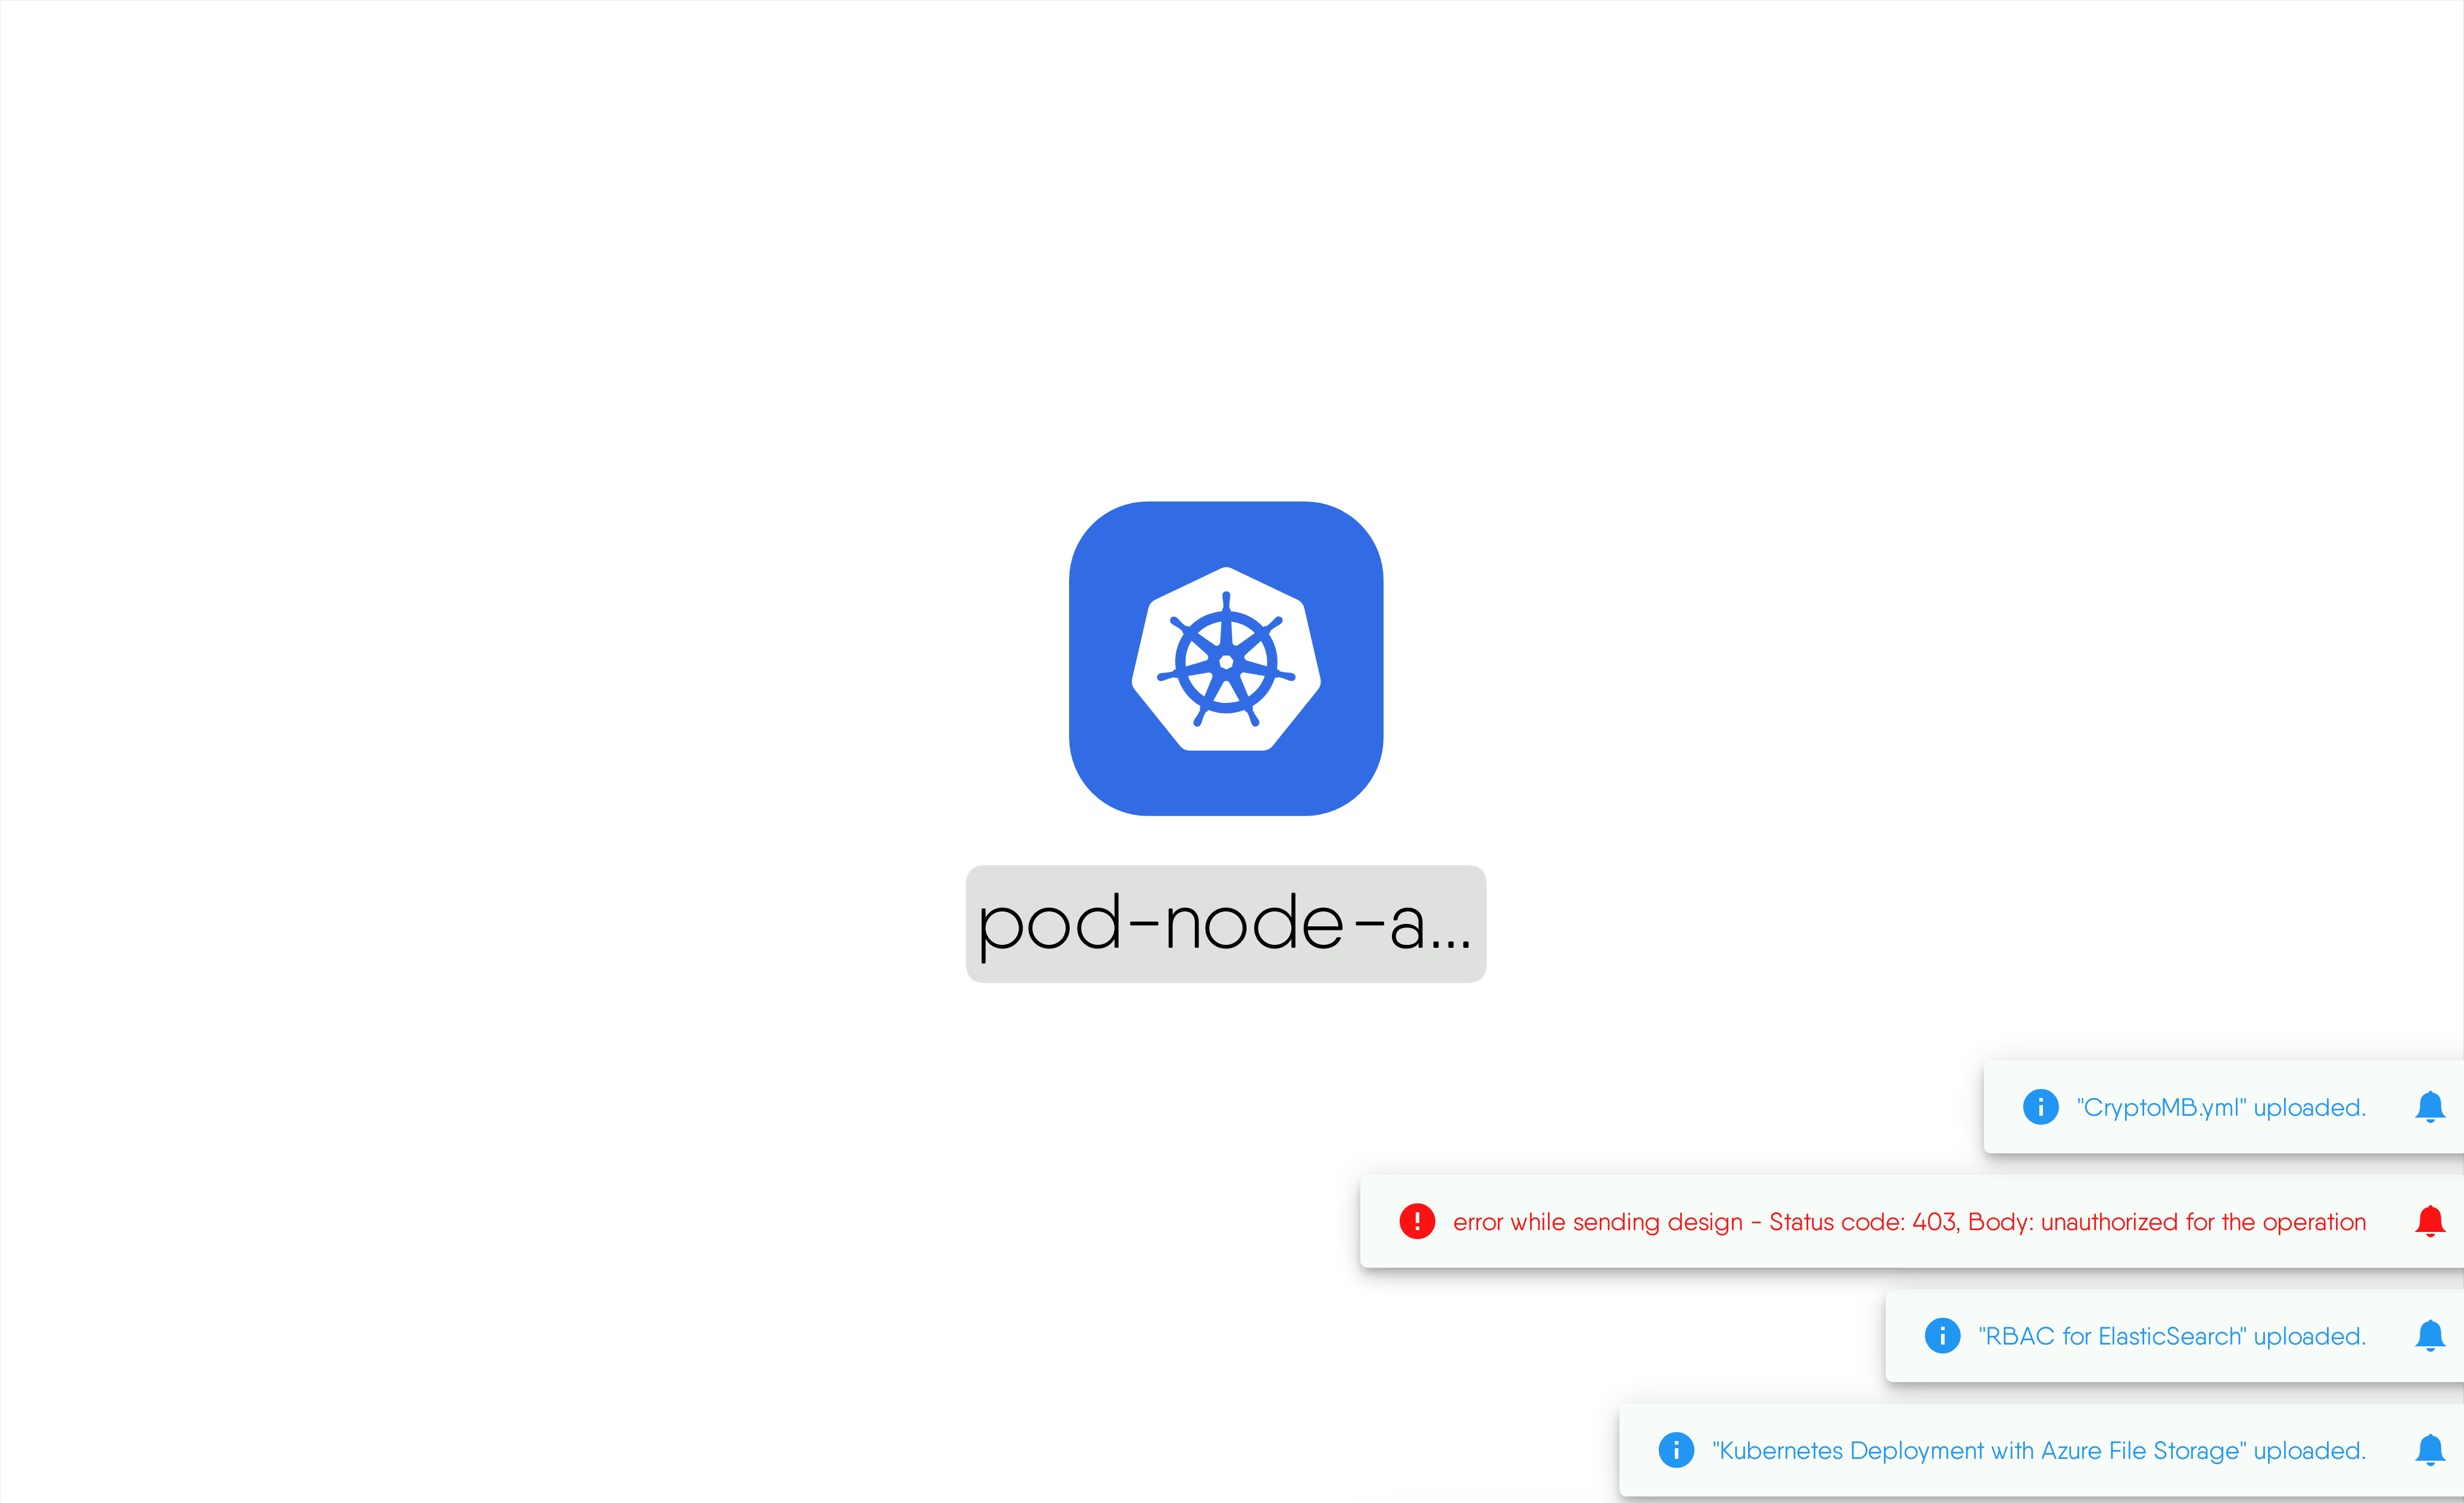 pod-node-a...
"CryptoMB.yml" uploaded.
error while sending design - Status code: 403, Body: unauthorized for the operation
"RBAC for ElasticSearch" uploaded.
"Kubernetes Deployment with Azure File Storage" uploaded.